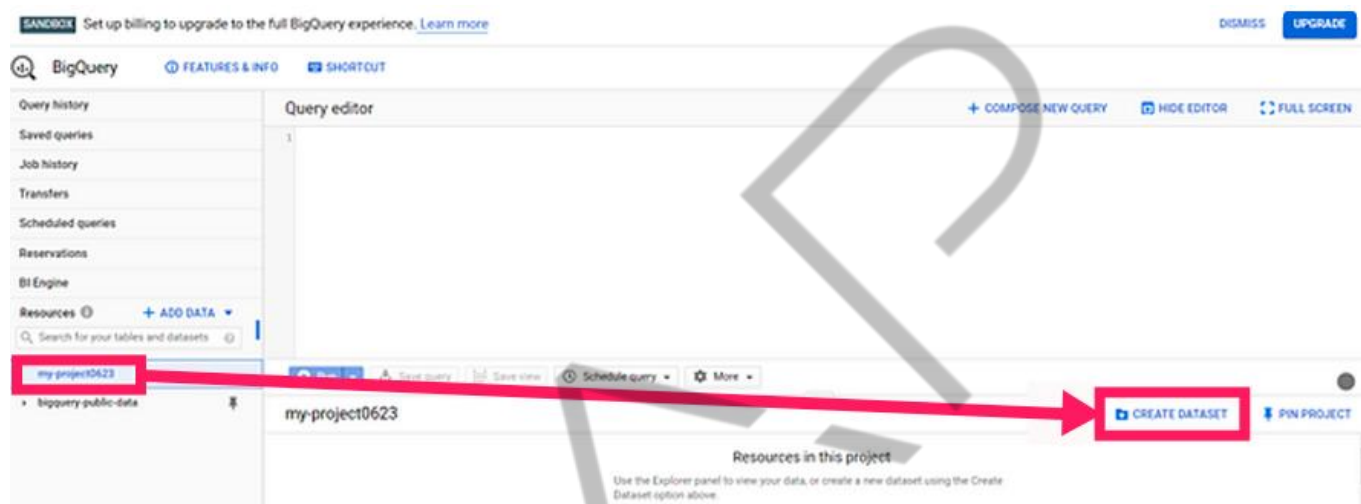 SANDBOX Set up billing to upgrade to the full BigQuery experience. Learn more DISMISS UPGRADE
BigQuery FEATURES & INFO SHORTCUT
Query history
Saved queries
Job history
Transfers
Scheduled queries
Reservations
BI Engine
Resources + ADD DATA
Search for your tables and datasets
my-project0623
bigquery-public-data
Query editor + COMPOSE NEW QUERY HIDE EDITOR FULL SCREEN
1
Save query Save view Schedule query More
my-project0623 CREATE DATASET PIN PROJECT
Resources in this project
Use the Explorer panel to view your data, or create a new dataset using the Create
Dataset option above.